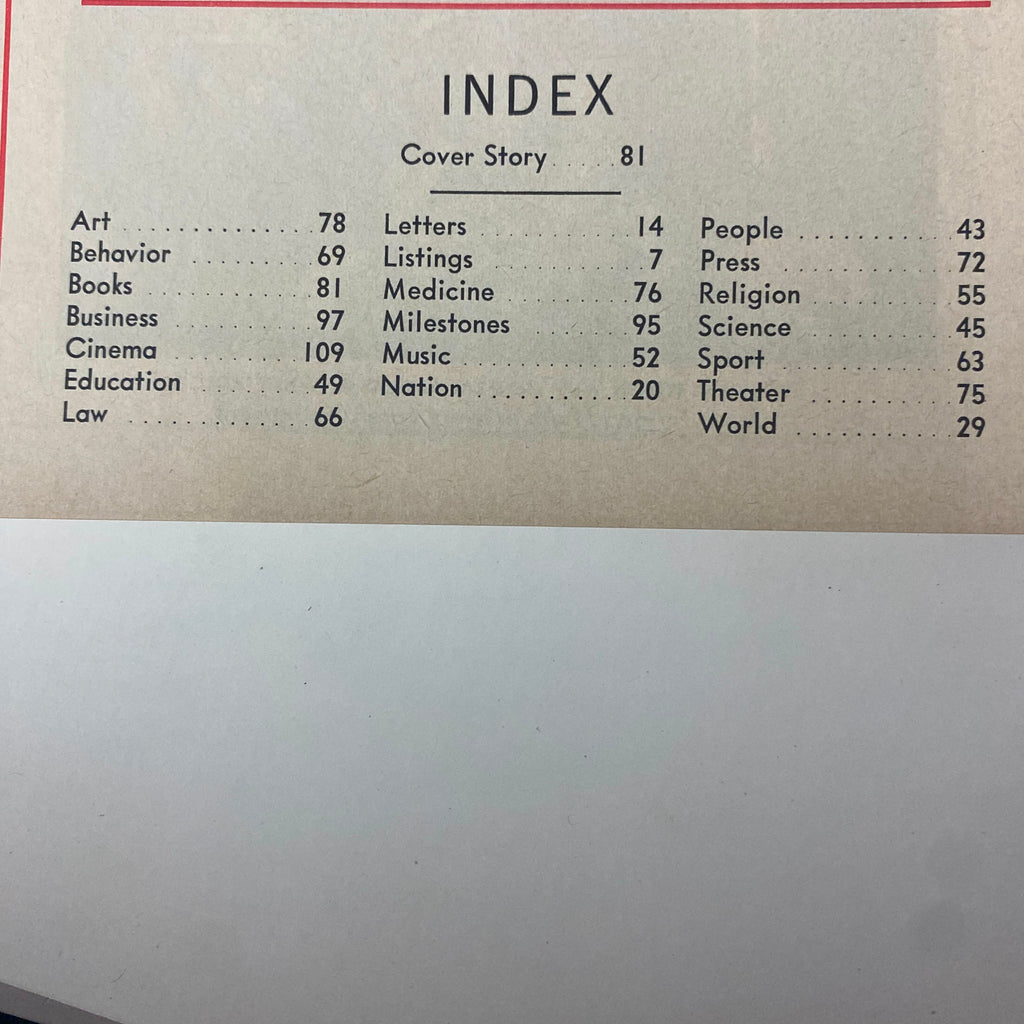 INDEX
Cover Story.....81
Art ............... 78
Behavior .......... 69
Books ............ 81
Business .......... 97
Cinema ......... 109
Education ......... 49
Law .............. 66
Letters ........... 14
Listings ........... 7
Medicine ......... 76
Milestones ........ 95
Music ............ 52
Nation ........... 20
People ........... 43
Press ............ 72
Religion .......... 55
Science ........... 45
Sport ............ 63
Theater .......... 75
World ........... 29